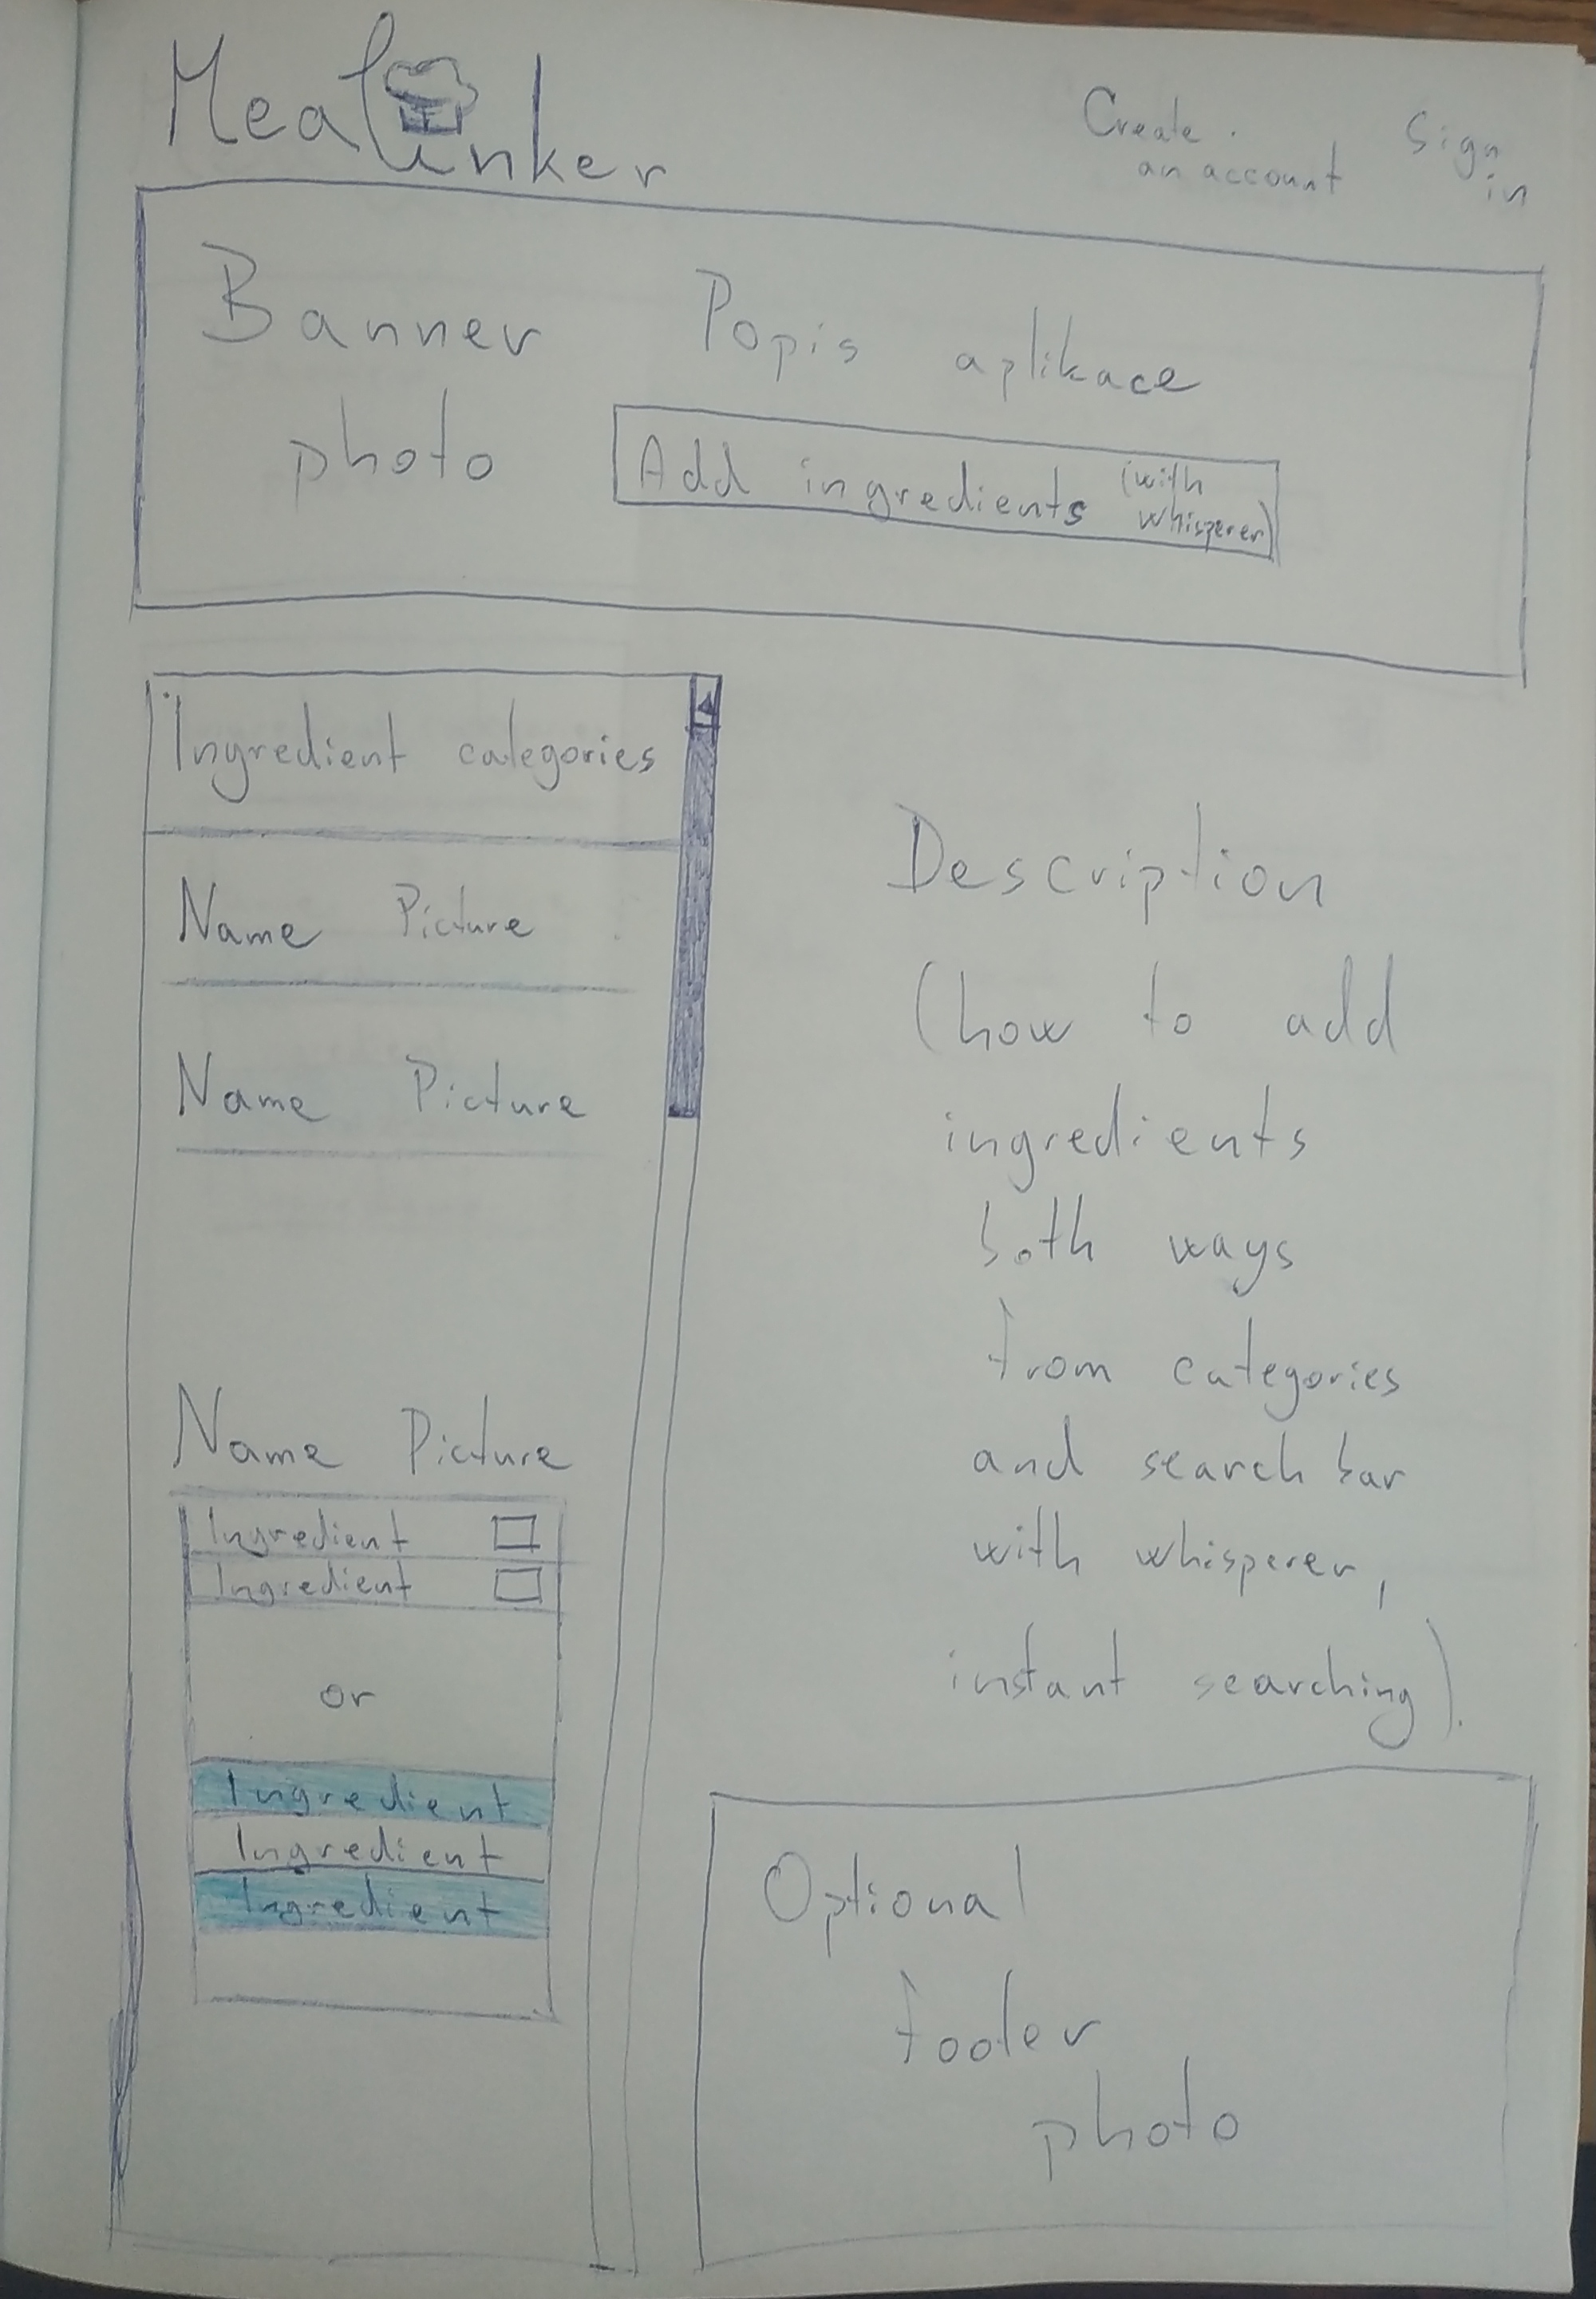 Mealinker
Create
an account
Sign
in
Banner
photo
Popis aplikace
Add ingredients (with
whisperer)
Ingredient categories
Name Picture
Name Picture
Name Picture
Ingredient
Ingredient
or
Ingredient
Ingredient
Ingredient
Description
(how to add
ingredients
both ways
from categories
and search bar
with whisperer,
instant searching).
Optional
footer
photo